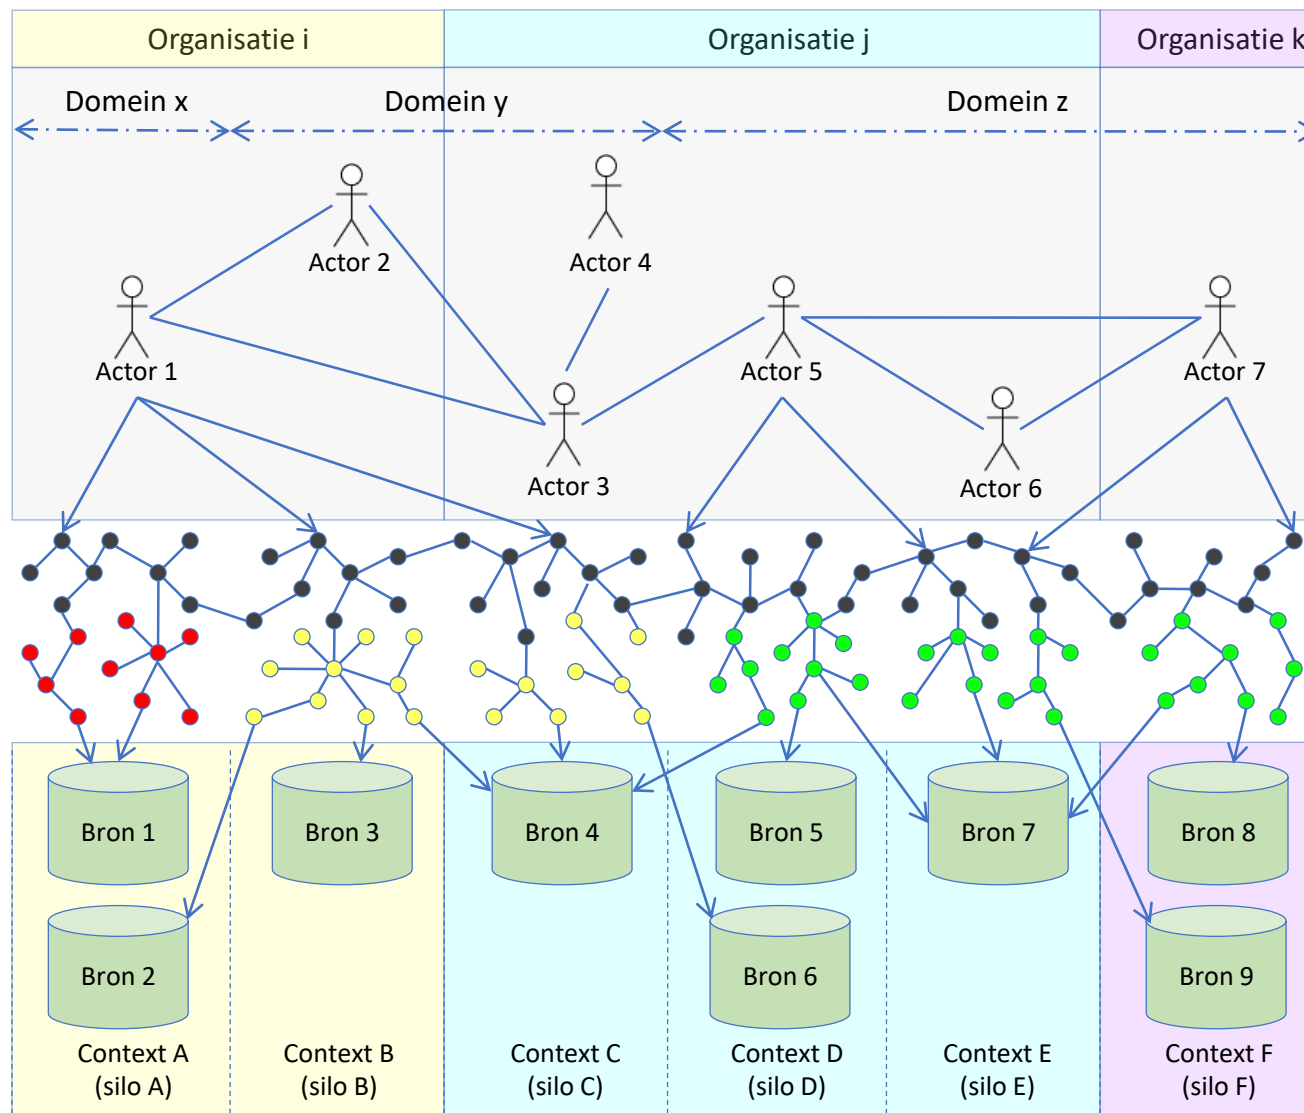 Organisatie i
Organisatie j
Organisatie k
Domein x
Domein y
Domein z
Actor 2
Actor 4
Actor 1
Actor 5
Actor 7
Actor 3
Actor 6
Bron 1
Bron 3
Bron 4
Bron 5
Bron 7
Bron 8
Bron 2
Bron 6
Bron 9
Context A
(silo A)
Context B
(silo B)
Context C
(silo C)
Context D
(silo D)
Context E
(silo E)
Context F
(silo F)